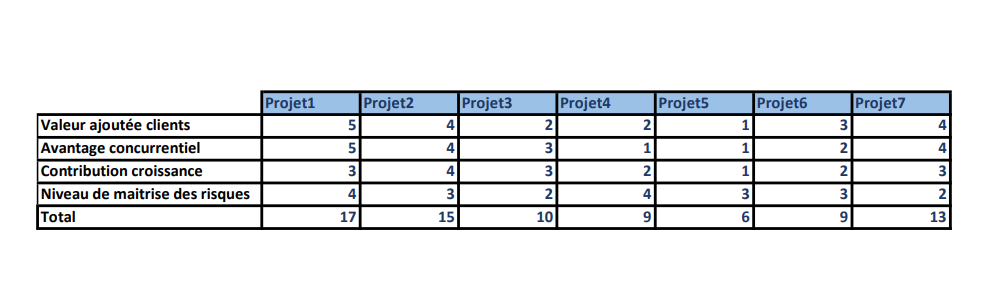 Projet1 Projet2 Projet3 Projet4 Projet5 Projet6 Projet7
Valeur ajoutée clients 5 4 2 2 1 3 4
Avantage concurrentiel 5 4 3 1 1 2 4
Contribution croissance 3 4 3 2 1 2 3
Niveau de maitrise des risques 4 3 2 4 3 3 2
Total 17 15 10 9 6 9 13